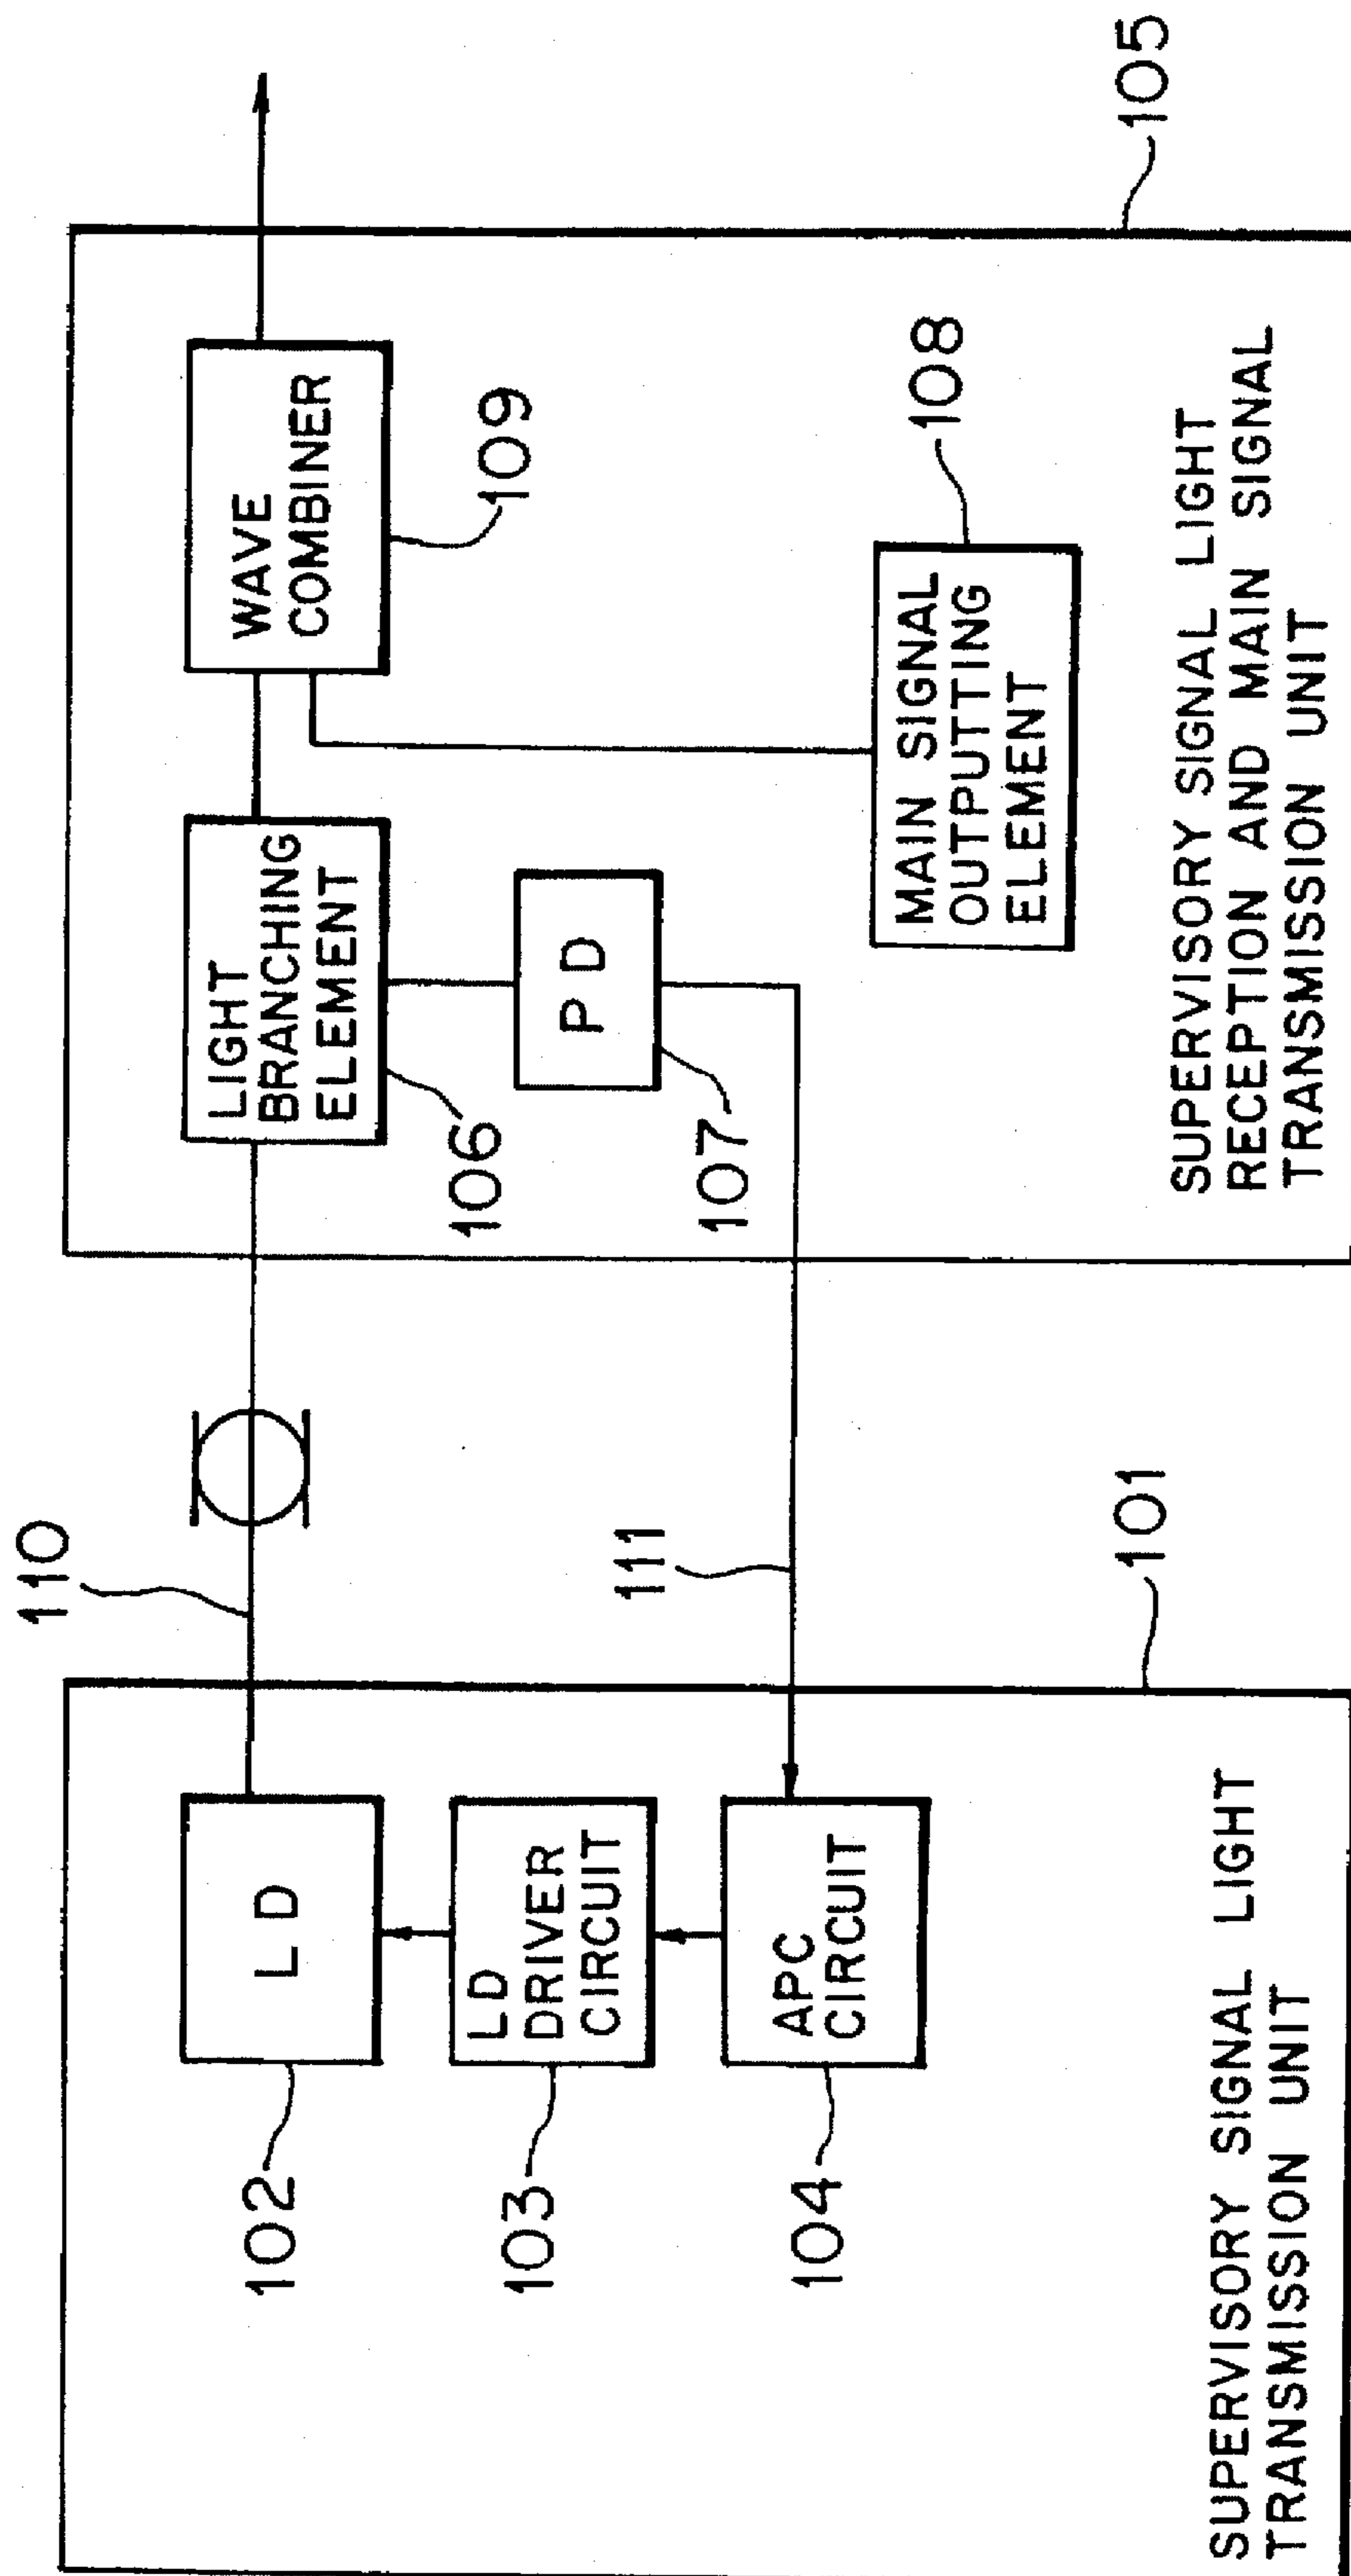 110
LD
102
LD
DRIVER
CIRCUIT
103
APC
CIRCUIT
104
111
101
SUPERVISORY SIGNAL LIGHT
TRANSMISSION UNIT
LIGHT
BRANCHING
ELEMENT
106
PD
107
WAVE
COMBINER
109
MAIN SIGNAL
OUTPUTTING
ELEMENT
108
105
SUPERVISORY SIGNAL LIGHT
RECEPTION AND MAIN SIGNAL
TRANSMISSION UNIT